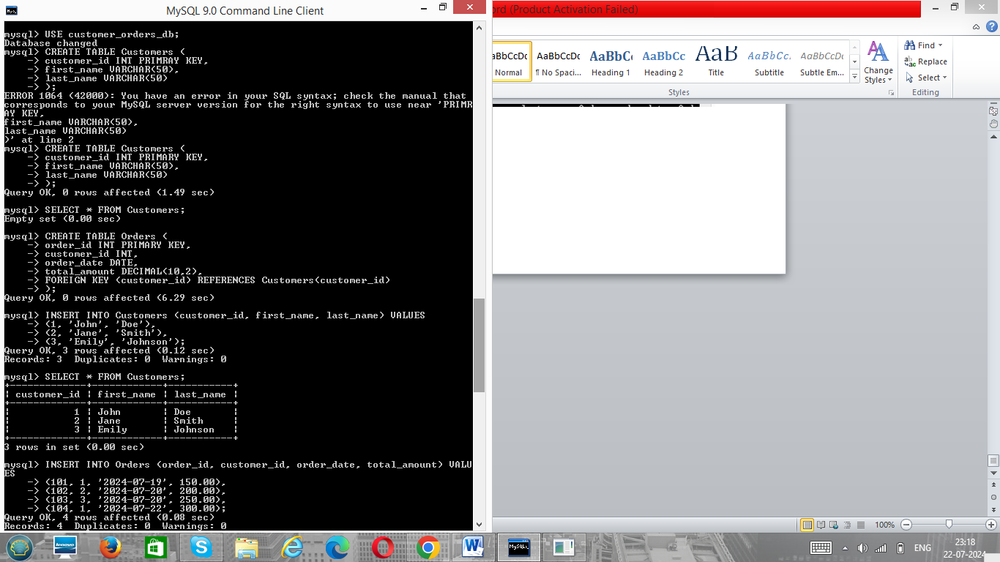 MySQL 9.0 Command Line Client
mysql> USE customer_orders_db;
Database changed
mysql> CREATE TABLE Customers (
-> customer_id INT PRIMRAY KEY,
-> first_name VARCHAR(50),
-> last_name VARCHAR(50)
-> );
ERROR 1064 (42000): You have an error in your SQL syntax; check the manual that
corresponds to your MySQL server version for the right syntax to use near 'PRIMR
AY KEY,
first_name VARCHAR(50),
last_name VARCHAR(50)
)' at line 2
mysql> CREATE TABLE Customers (
-> customer_id INT PRIMARY KEY,
-> first_name VARCHAR(50),
-> last_name VARCHAR(50)
-> );
Query OK, 0 rows affected (1.49 sec)
mysql> SELECT * FROM Customers;
Empty set (0.00 sec)
mysql> CREATE TABLE Orders (
-> order_id INT PRIMARY KEY,
-> customer_id INT,
-> order_date DATE,
-> total_amount DECIMAL(10,2),
-> FOREIGN KEY (customer_id) REFERENCES Customers(customer_id)
-> );
Query OK, 0 rows affected (6.29 sec)
mysql> INSERT INTO Customers (customer_id, first_name, last_name) VALUES
-> (1, 'John', 'Doe'),
-> (2, 'Jane', 'Smith'),
-> (3, 'Emily', 'Johnson');
Query OK, 3 rows affected (0.12 sec)
Records: 3  Duplicates: 0  Warnings: 0
mysql> SELECT * FROM Customers;
+-------------+------------+-----------+
| customer_id | first_name | last_name |
+-------------+------------+-----------+
| 1 | John | Doe |
| 2 | Jane | Smith |
| 3 | Emily | Johnson |
+-------------+------------+-----------+
3 rows in set (0.00 sec)
mysql> INSERT INTO Orders (order_id, customer_id, order_date, total_amount) VALU
ES
-> (101, 1, '2024-07-19', 150.00),
-> (102, 2, '2024-07-20', 200.00),
-> (103, 3, '2024-07-20', 250.00),
-> (104, 1, '2024-07-22', 300.00);
Query OK, 4 rows affected (0.08 sec)
Records: 4  Duplicates: 0  Warnings: 0
ord (Product Activation Failed)
aBbCcDc AaBbCcDc AaBbCc AaBbCc AaB AaBbCc. AaBbCcDc
Normal ¶ No Spaci... Heading 1 Heading 2 Title Subtitle Subtle Em...
Change
Styles
Find
Replace
Select
Styles
Editing
100%
lenovo
MySQL
ENG
23:18
22-07-2024